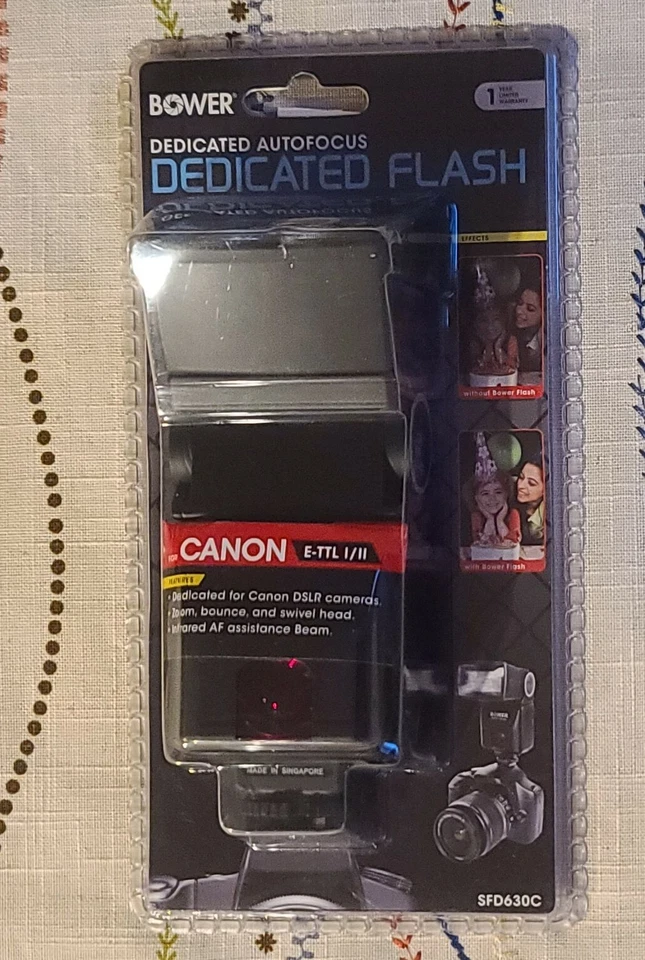 BOWER®
1 YEAR LIMITED WARRANTY
DEDICATED AUTOFOCUS
DEDICATED FLASH
EFFECTS
without Bower Flash
with Bower Flash
FOR CANON E-TTL I/II
FEATURES
• Dedicated for Canon DSLR cameras.
• Zoom, bounce, and swivel head.
• Infrared AF assistance Beam.
MADE IN SINGAPORE
BOWER
SFD630C